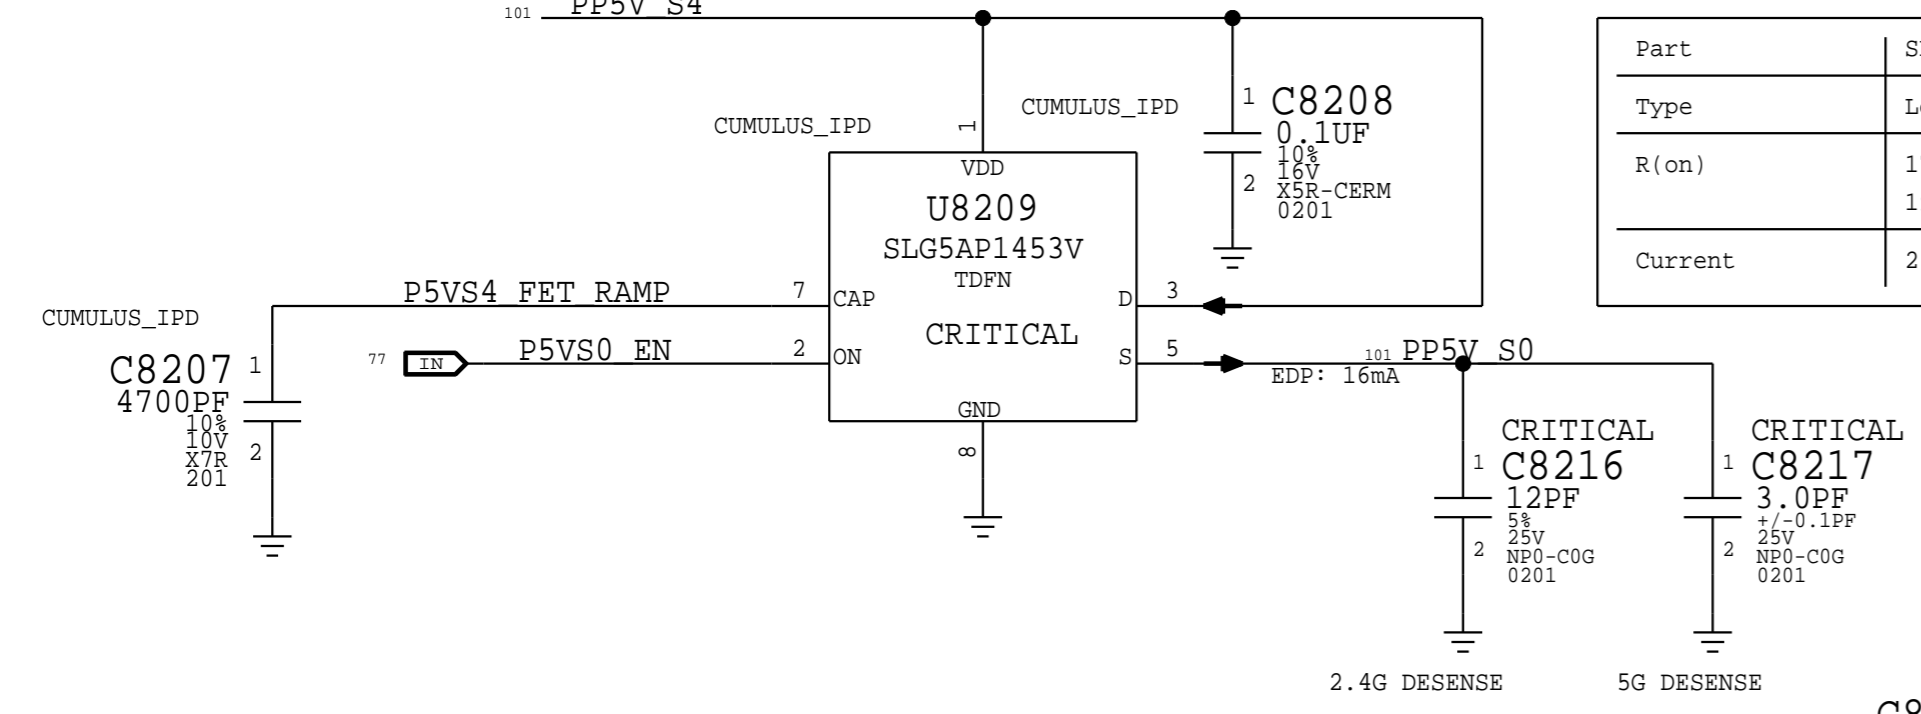 101 PP5V_S4
CUMULUS_IPD
1
VDD
U8209
SLG5AP1453V
TDFN
CRITICAL
CAP
ON
D
S
GND
8
CUMULUS_IPD
1 C8208
0.1UF
10%
16V
2 X5R-CERM
0201
Part
Type
R(on)
1
Current 2
P5VS4_FET_RAMP 7
77 IN P5VS0_EN 2
CUMULUS_IPD
C8207 1
4700PF
10%
10V
X7R 2
201
3
5
101 PP5V_S0
EDP: 16mA
CRITICAL
1 C8216
12PF
5%
25V
2 NP0-C0G
0201
2.4G DESENSE
CRITICAL
1 C8217
3.0PF
+/-0.1PF
25V
2 NP0-C0G
0201
5G DESENSE